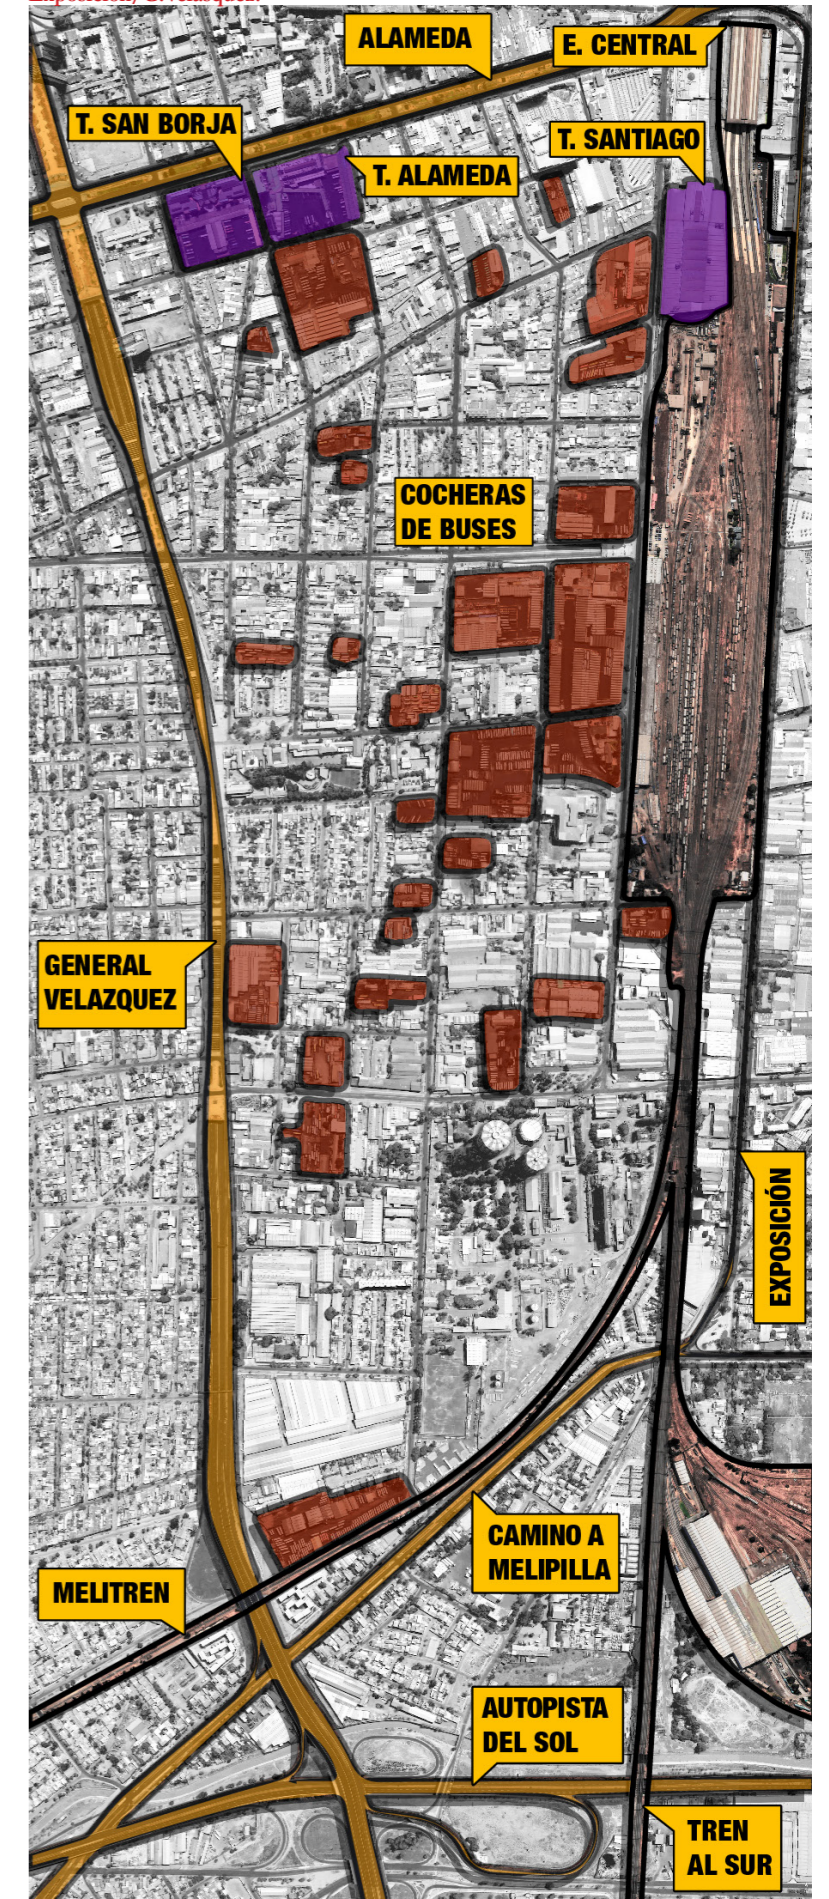 ALAMEDA
E. CENTRAL
T. SAN BORJA
T. SANTIAGO
T. ALAMEDA
COCHERAS
DE BUSES
GENERAL
VELAZQUEZ
EXPOSICIÓN
CAMINO A
MELIPILLA
MELITREN
AUTOPISTA
DEL SOL
TREN
AL SUR